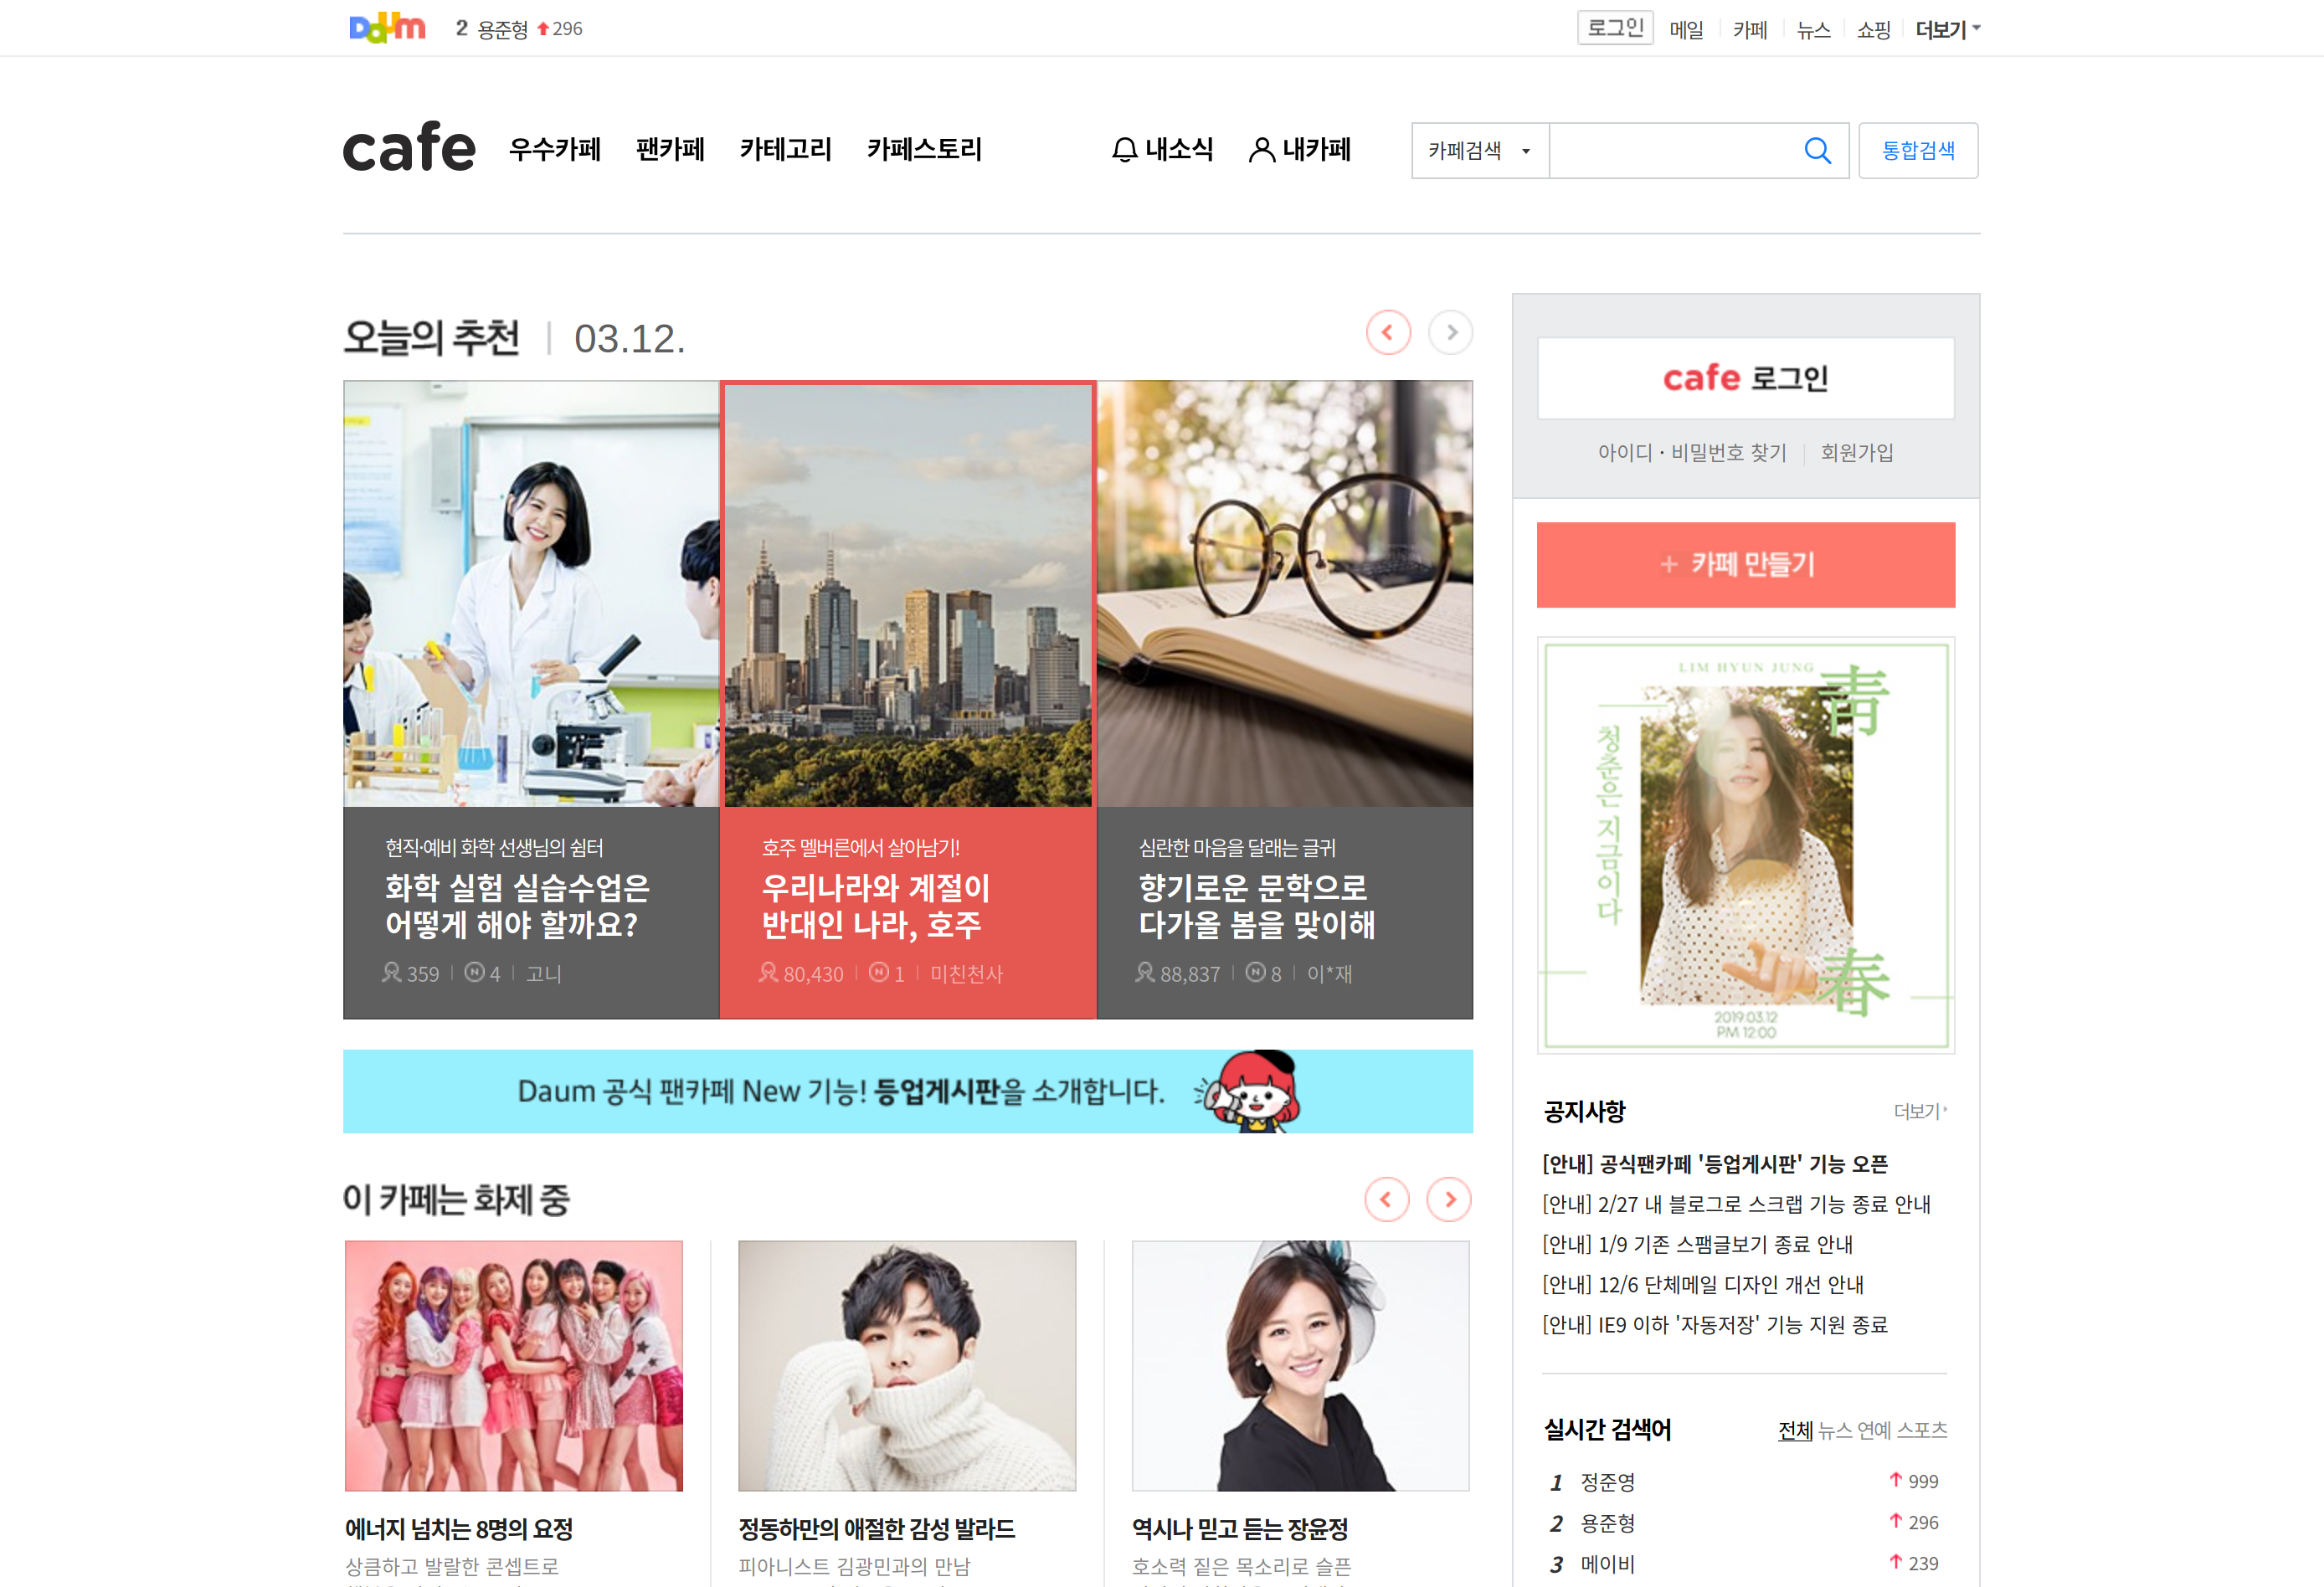 Daum
2 용준형 296
로그인 메일 카페 뉴스 쇼핑 더보기
cafe 우수카페 팬카페 카테고리 카페스토리 내소식 내카페 카페검색 통합검색
오늘의 추천 03.12.
현직·예비 화학 선생님의 쉼터
화학 실험 실습수업은
어떻게 해야 할까요?
359 N 4 고니
호주 멜버른에서 살아남기!
우리나라와 계절이
반대인 나라, 호주
80,430 N 1 미친천사
심란한 마음을 달래는 글귀
향기로운 문학으로
다가올 봄을 맞이해
88,837 N 8 이*재
Daum 공식 팬카페 New 기능! 등업게시판을 소개합니다.
이 카페는 화제 중
에너지 넘치는 8명의 요정
상큼하고 발랄한 콘셉트로
정동하만의 애절한 감성 발라드
피아니스트 김광민과의 만남
역시나 믿고 듣는 장윤정
호소력 짙은 목소리로 슬픈
cafe 로그인
아이디 · 비밀번호 찾기 회원가입
+ 카페 만들기
LIM HYUN JUNG
靑
청춘은 지금이다
春
2019.03.12
PM 12:00
공지사항 더보기
[안내] 공식팬카페 '등업게시판' 기능 오픈
[안내] 2/27 내 블로그로 스크랩 기능 종료 안내
[안내] 1/9 기존 스팸글보기 종료 안내
[안내] 12/6 단체메일 디자인 개선 안내
[안내] IE9 이하 '자동저장' 기능 지원 종료
실시간 검색어 전체 뉴스 연예 스포츠
1 정준영 999
2 용준형 296
3 메이비 239